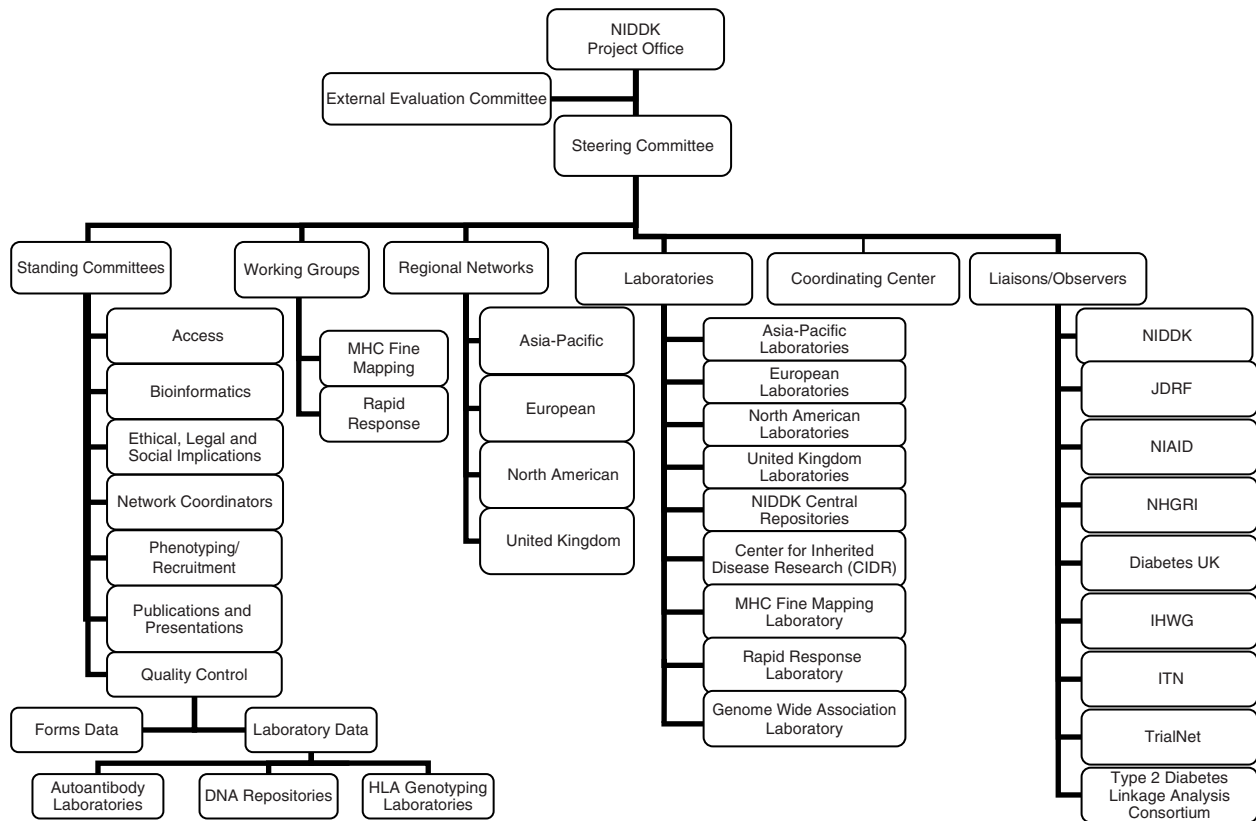 NIDDK
Project Office
External Evaluation Committee
Steering Committee
Standing Committees
Working Groups
Regional Networks
Laboratories
Coordinating Center
Liaisons/Observers
Access
Bioinformatics
Ethical, Legal and
Social Implications
Network Coordinators
Phenotyping/
Recruitment
Publications and
Presentations
Quality Control
Forms Data
Laboratory Data
Autoantibody
Laboratories
DNA Repositories
HLA Genotyping
Laboratories
MHC Fine
Mapping
Rapid
Response
Asia-Pacific
European
North American
United Kingdom
Asia-Pacific
Laboratories
European
Laboratories
North American
Laboratories
United Kingdom
Laboratories
NIDDK Central
Repositories
Center for Inherited
Disease Research (CIDR)
MHC Fine Mapping
Laboratory
Rapid Response
Laboratory
Genome Wide Association
Laboratory
NIDDK
JDRF
NIAID
NHGRI
Diabetes UK
IHWG
ITN
TrialNet
Type 2 Diabetes
Linkage Analysis
Consortium